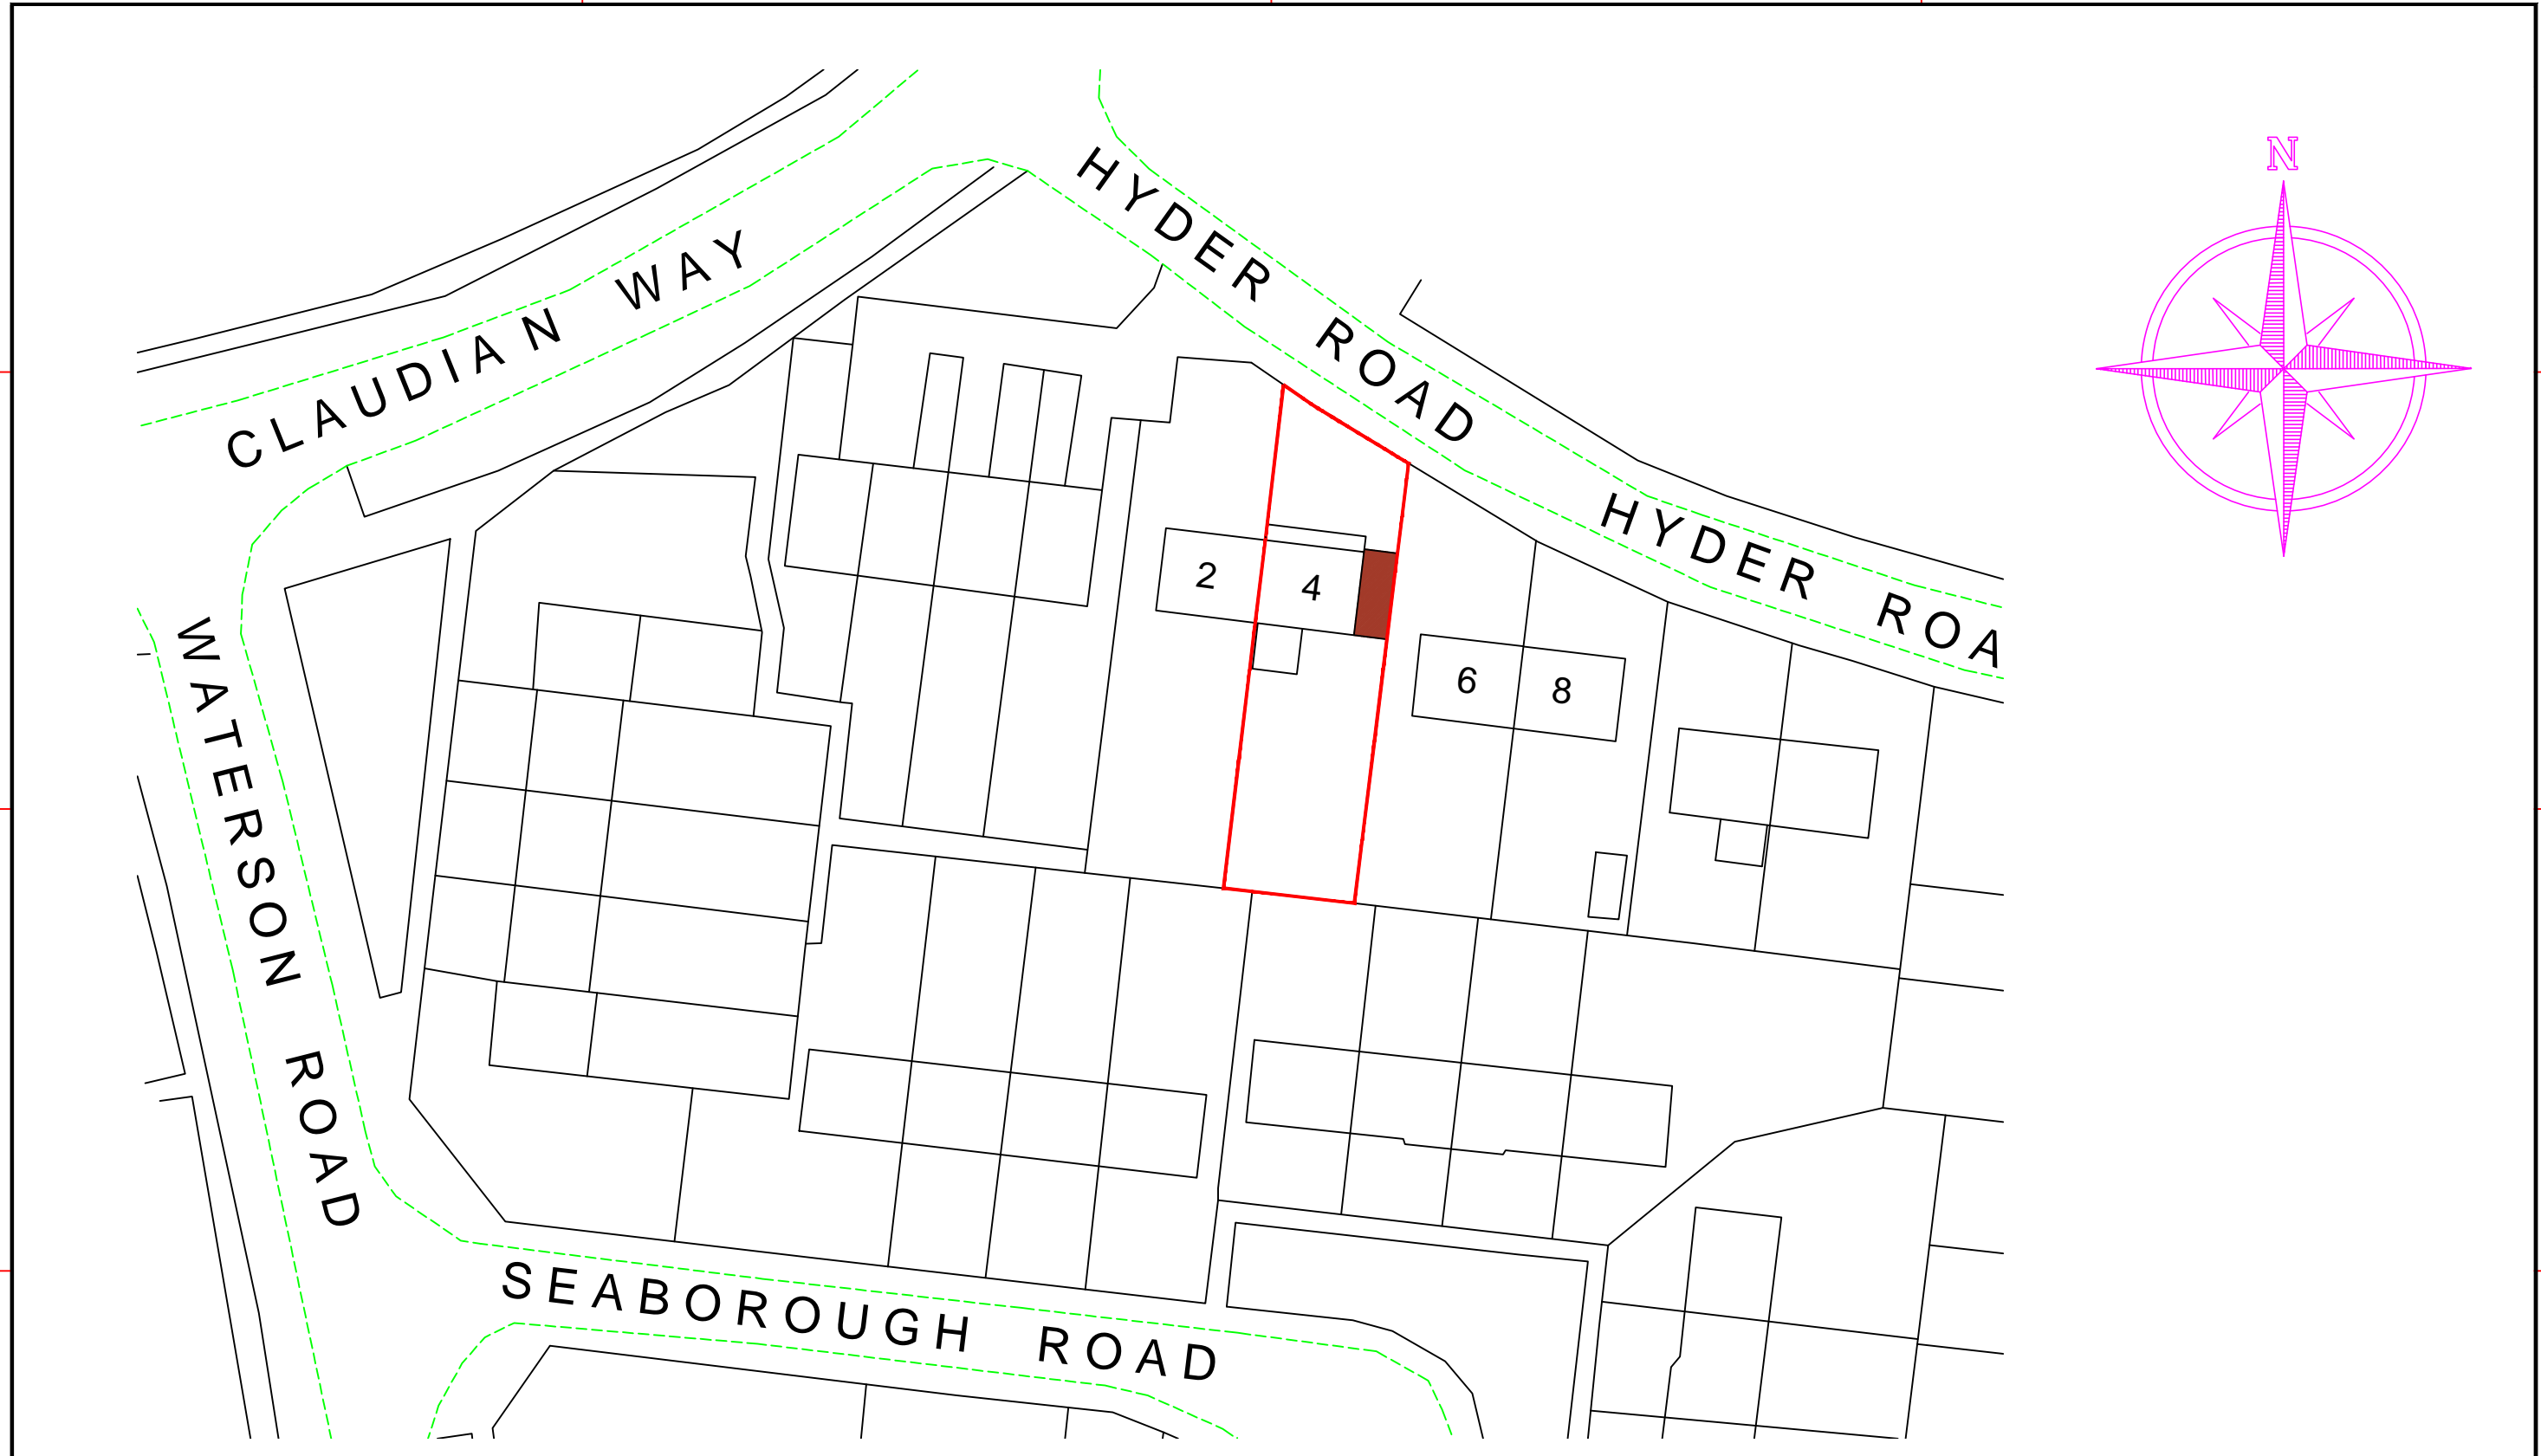 N
HYDER ROAD
CLAUDIAN WAY
HYDER ROA
2
4
6
8
WATERSON ROAD
SEABOROUGH ROAD